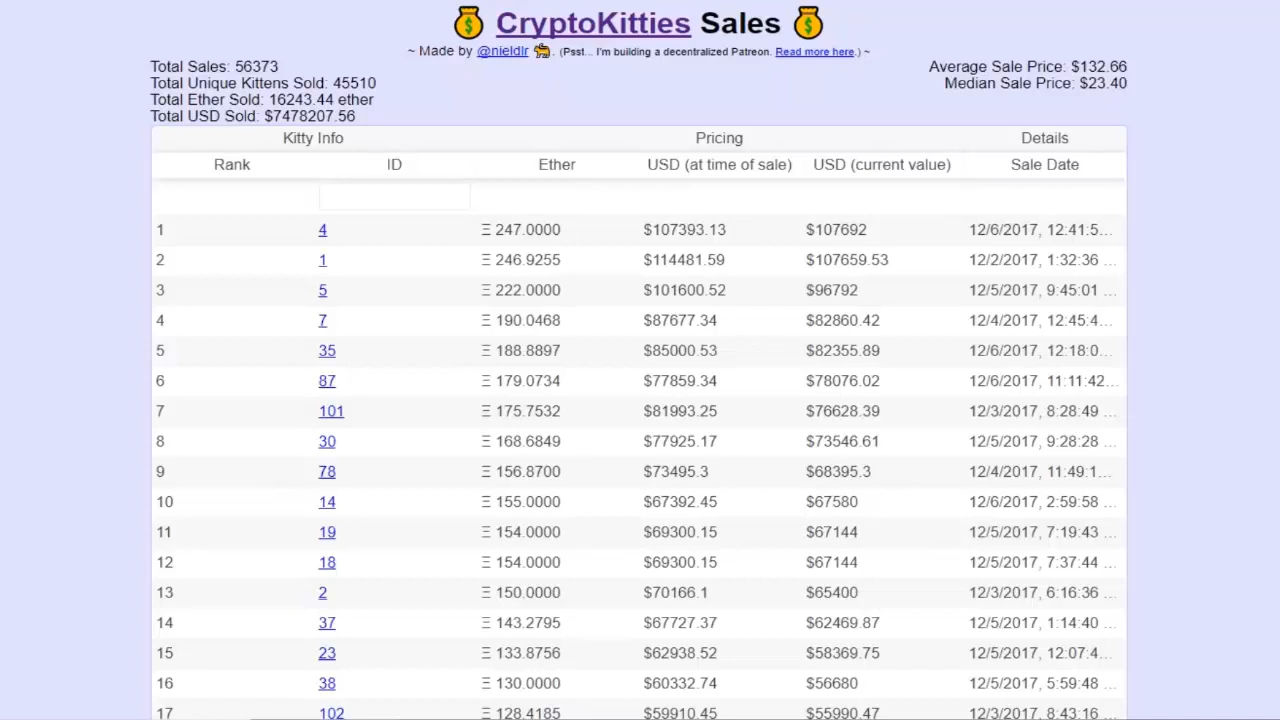 CryptoKitties Sales
~ Made by @nieldlr . (Psst... I'm building a decentralized Patreon. Read more here.) ~
Total Sales: 56373
Total Unique Kittens Sold: 45510
Total Ether Sold: 16243.44 ether
Total USD Sold: $7478207.56
Average Sale Price: $132.66
Median Sale Price: $23.40
Kitty Info Pricing Details
Rank ID Ether USD (at time of sale) USD (current value) Sale Date
1 4 Ξ 247.0000 $107393.13 $107692 12/6/2017, 12:41:5...
2 1 Ξ 246.9255 $114481.59 $107659.53 12/2/2017, 1:32:36 ...
3 5 Ξ 222.0000 $101600.52 $96792 12/5/2017, 9:45:01 ...
4 7 Ξ 190.0468 $87677.34 $82860.42 12/4/2017, 12:45:4...
5 35 Ξ 188.8897 $85000.53 $82355.89 12/6/2017, 12:18:0...
6 87 Ξ 179.0734 $77859.34 $78076.02 12/6/2017, 11:11:42...
7 101 Ξ 175.7532 $81993.25 $76628.39 12/3/2017, 8:28:49 ...
8 30 Ξ 168.6849 $77925.17 $73546.61 12/5/2017, 9:28:28 ...
9 78 Ξ 156.8700 $73495.3 $68395.3 12/4/2017, 11:49:1...
10 14 Ξ 155.0000 $67392.45 $67580 12/6/2017, 2:59:58 ...
11 19 Ξ 154.0000 $69300.15 $67144 12/5/2017, 7:19:43 ...
12 18 Ξ 154.0000 $69300.15 $67144 12/5/2017, 7:37:44 ...
13 2 Ξ 150.0000 $70166.1 $65400 12/3/2017, 6:16:36 ...
14 37 Ξ 143.2795 $67727.37 $62469.87 12/5/2017, 1:14:40 ...
15 23 Ξ 133.8756 $62938.52 $58369.75 12/5/2017, 12:07:4...
16 38 Ξ 130.0000 $60332.74 $56680 12/5/2017, 5:59:48 ...
17 102 Ξ 128.4185 $59910.45 $55990.47 12/3/2017, 8:43:16 ...